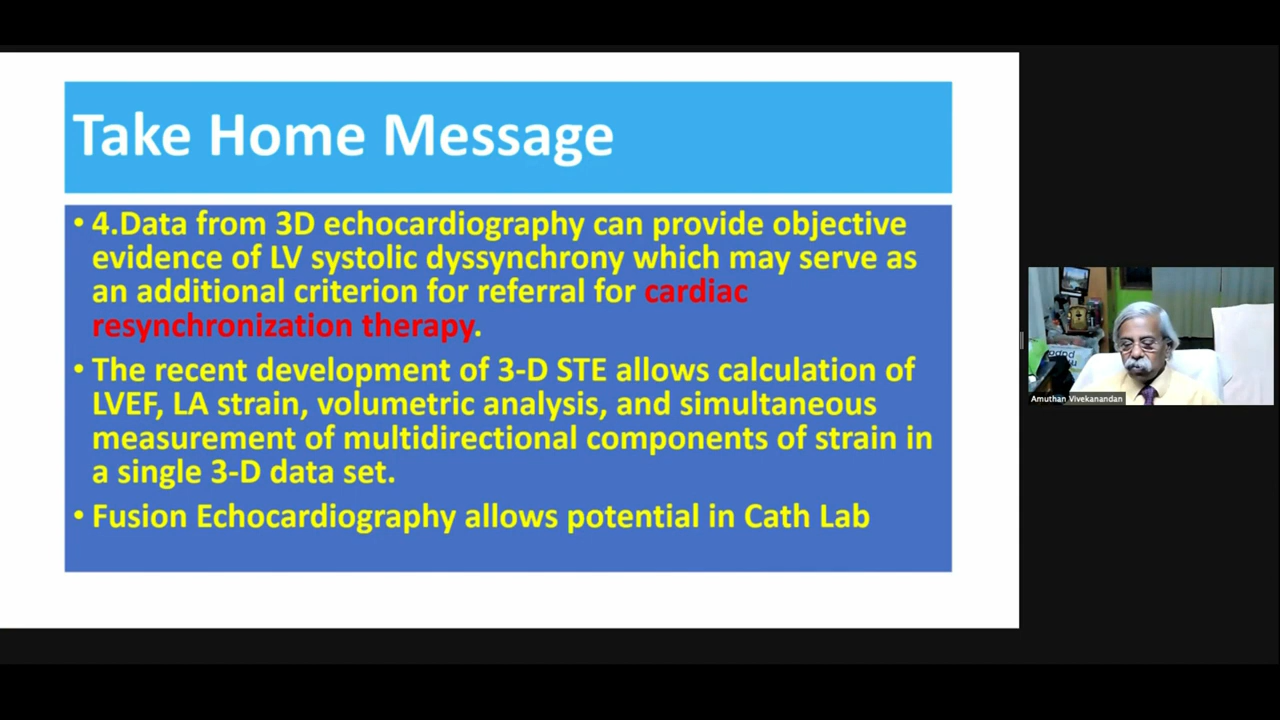 Take Home Message
• 4.Data from 3D echocardiography can provide objective
evidence of LV systolic dyssynchrony which may serve as
an additional criterion for referral for cardiac
resynchronization therapy.
• The recent development of 3-D STE allows calculation of
LVEF, LA strain, volumetric analysis, and simultaneous
measurement of multidirectional components of strain in
a single 3-D data set.
• Fusion Echocardiography allows potential in Cath Lab
Amuthan Vivekanandan